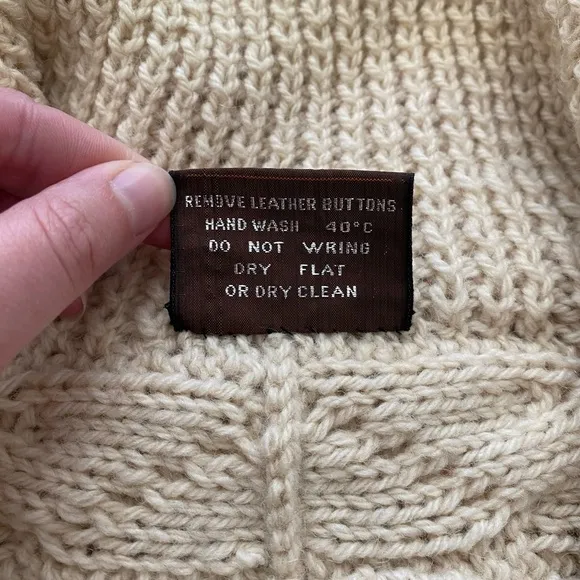 REMOVE LEATHER BUTTONS
HAND WASH 40°C
DO NOT WRING
DRY FLAT
OR DRY CLEAN